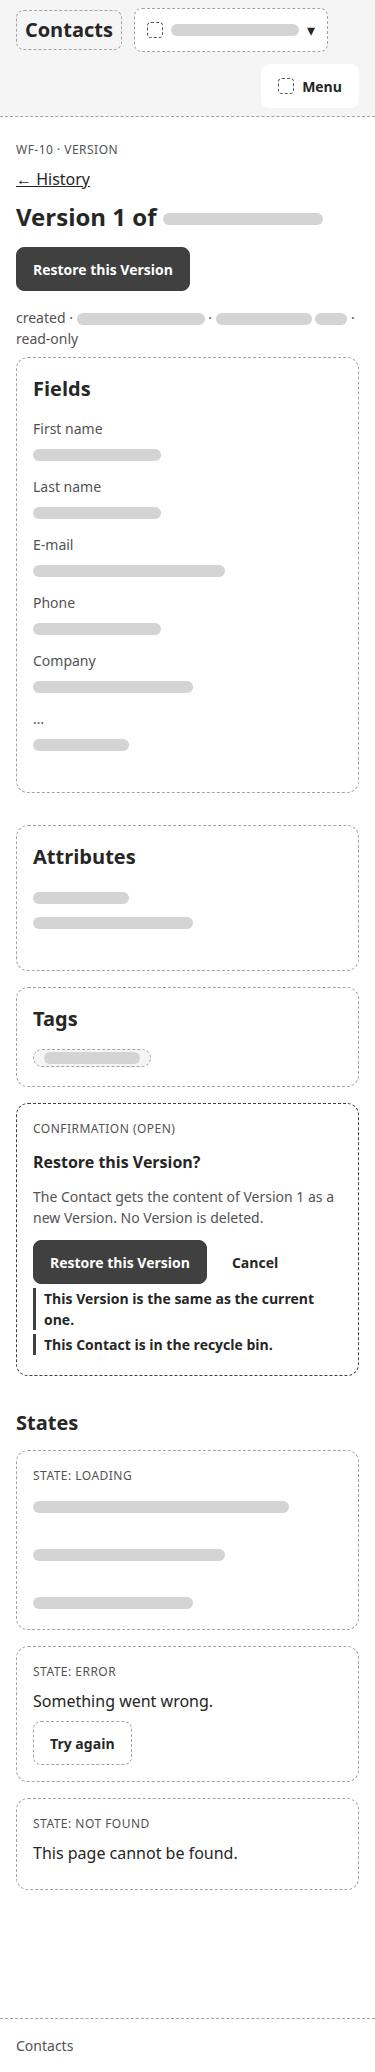 Contacts ▾
Menu
WF-10 · VERSION
← History
Version 1 of
Restore this Version
created · · ·
read-only
Fields
First name
Last name
E-mail
Phone
Company
...
Attributes
Tags
CONFIRMATION (OPEN)
Restore this Version?
The Contact gets the content of Version 1 as a
new Version. No Version is deleted.
Restore this Version Cancel
This Version is the same as the current
one.
This Contact is in the recycle bin.
States
STATE: LOADING
STATE: ERROR
Something went wrong.
Try again
STATE: NOT FOUND
This page cannot be found.
Contacts